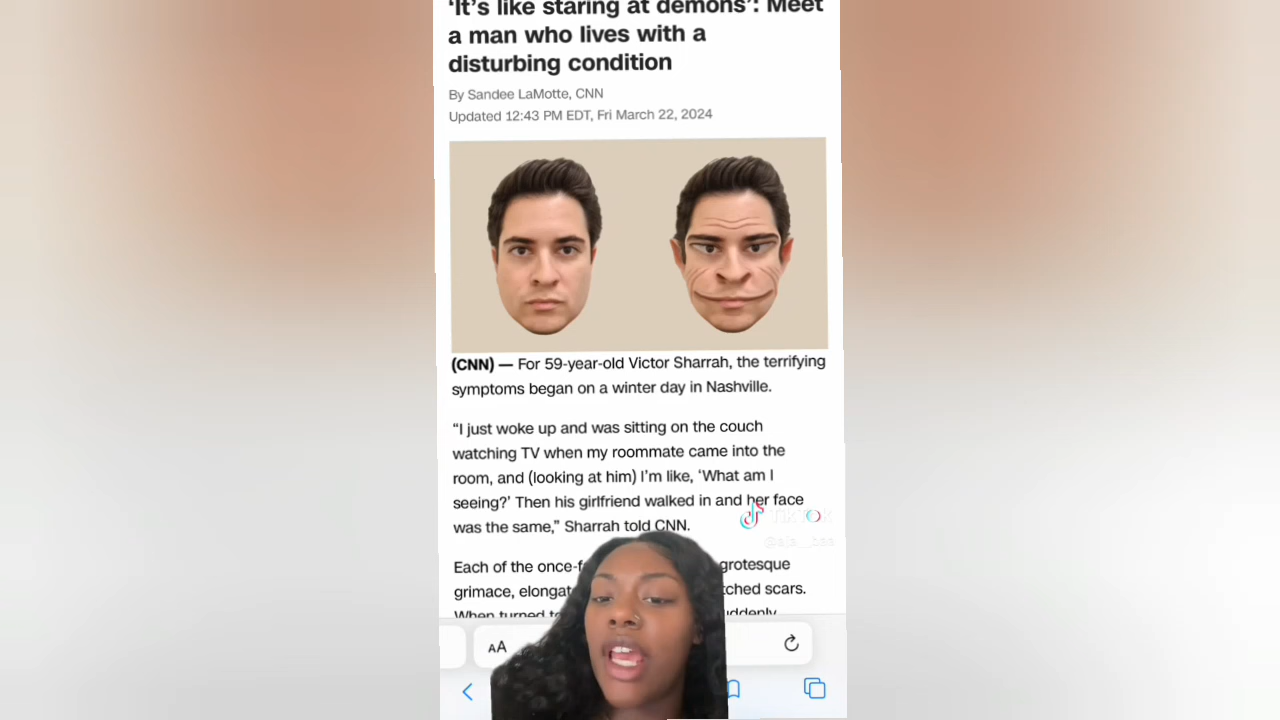 ‘It’s like staring at demons’: Meet
a man who lives with a
disturbing condition
By Sandee LaMotte, CNN
Updated 12:43 PM EDT, Fri March 22, 2024
(CNN) — For 59-year-old Victor Sharrah, the terrifying
symptoms began on a winter day in Nashville.
“I just woke up and was sitting on the couch
watching TV when my roommate came into the
room, and (looking at him) I’m like, ‘What am I
seeing?’ Then his girlfriend walked in and her face
was the same,” Sharrah told CNN.
TikTok
Each of the grotesque
grimace, scars.
When turned
AA